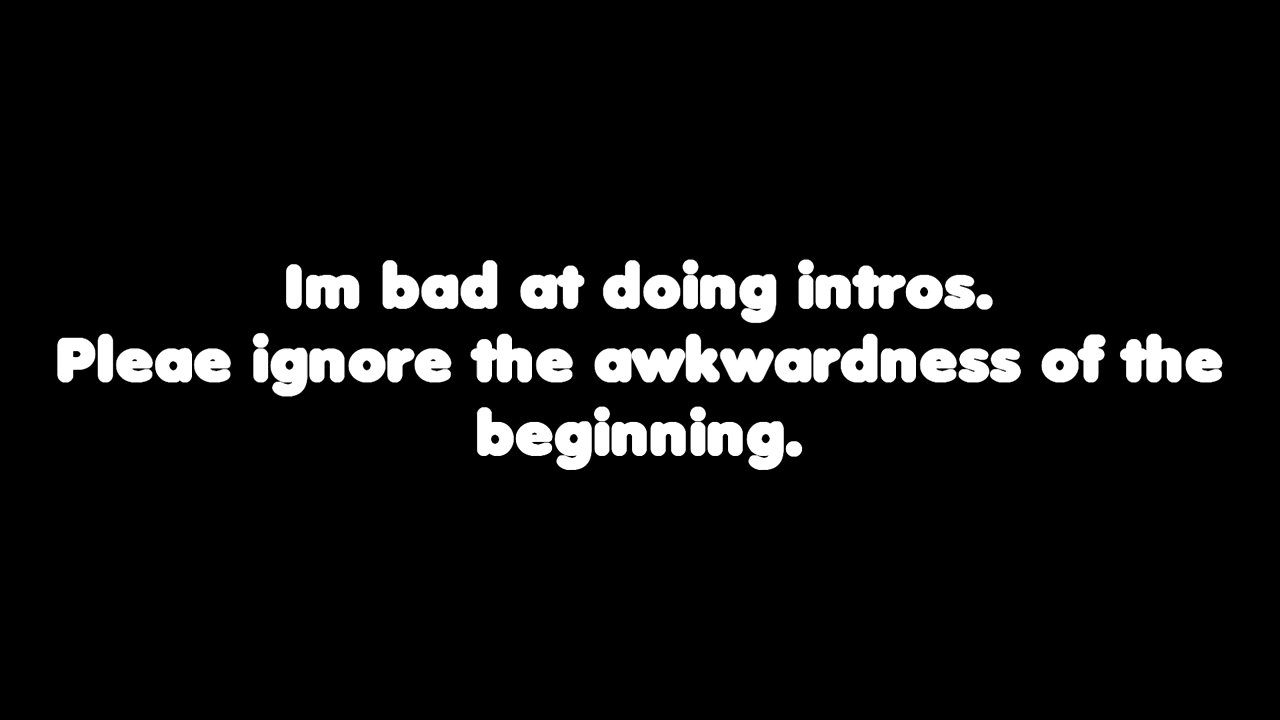 Im bad at doing intros.
Pleae ignore the awkwardness of the
beginning.